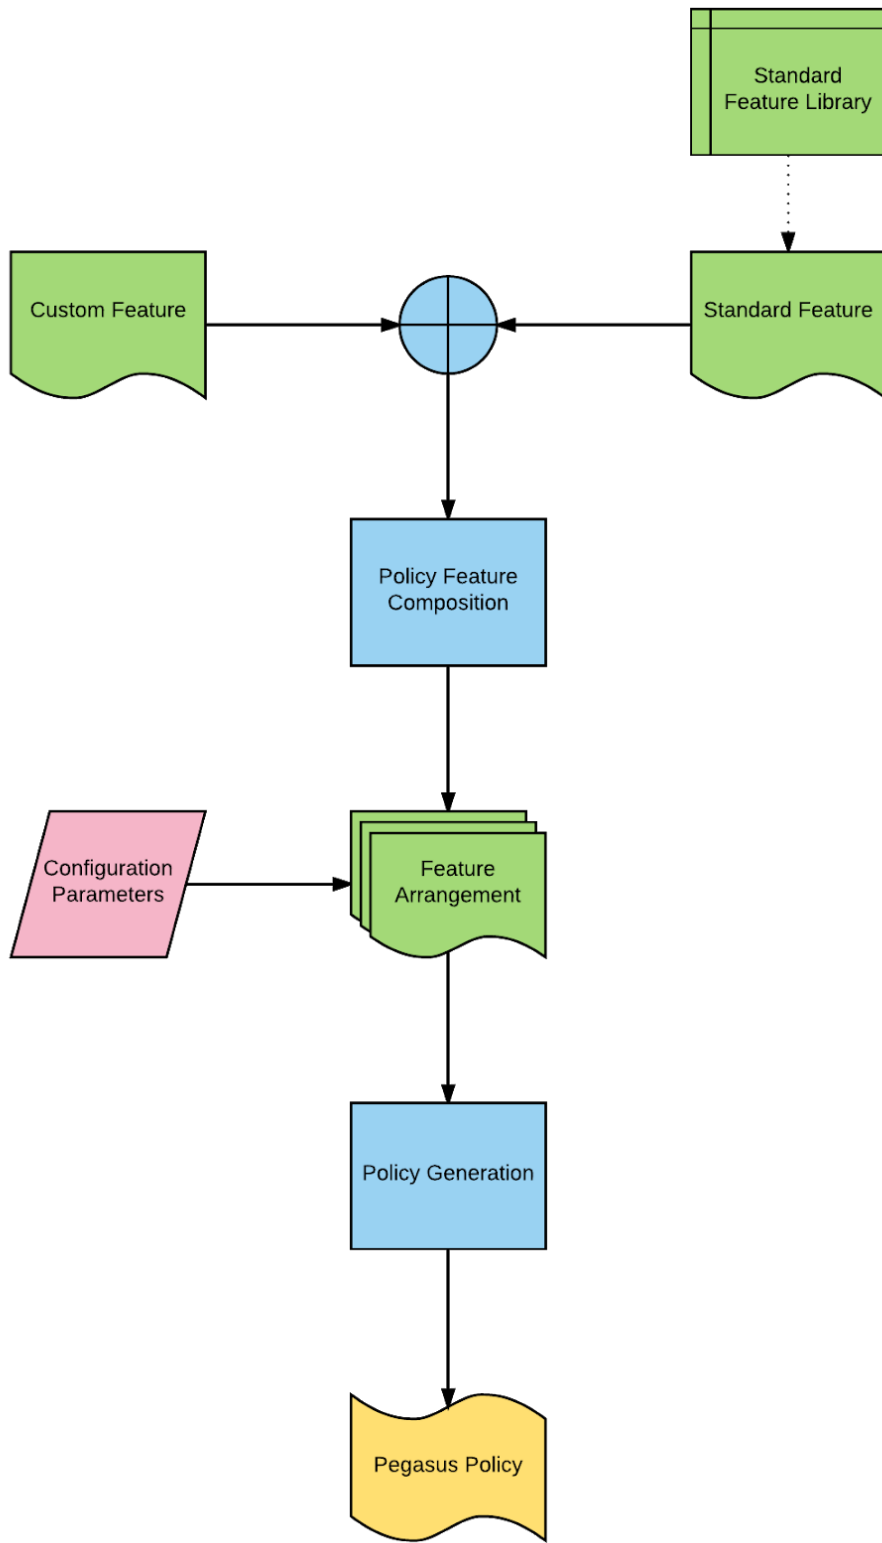 Standard
Feature Library
Custom Feature
Standard Feature
Policy Feature
Composition
Configuration
Parameters
Feature
Arrangement
Policy Generation
Pegasus Policy